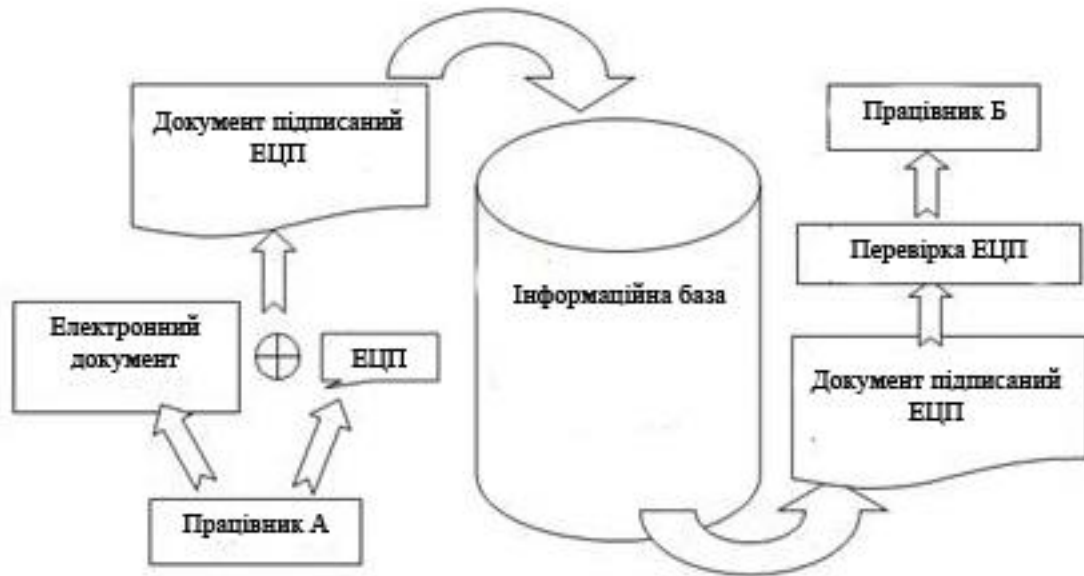 Документ підписаний
ЕЦП
Електронний
документ
ЕЦП
Працівник А
Інформаційна база
Працівник Б
Перевірка ЕЦП
Документ підписаний
ЕЦП